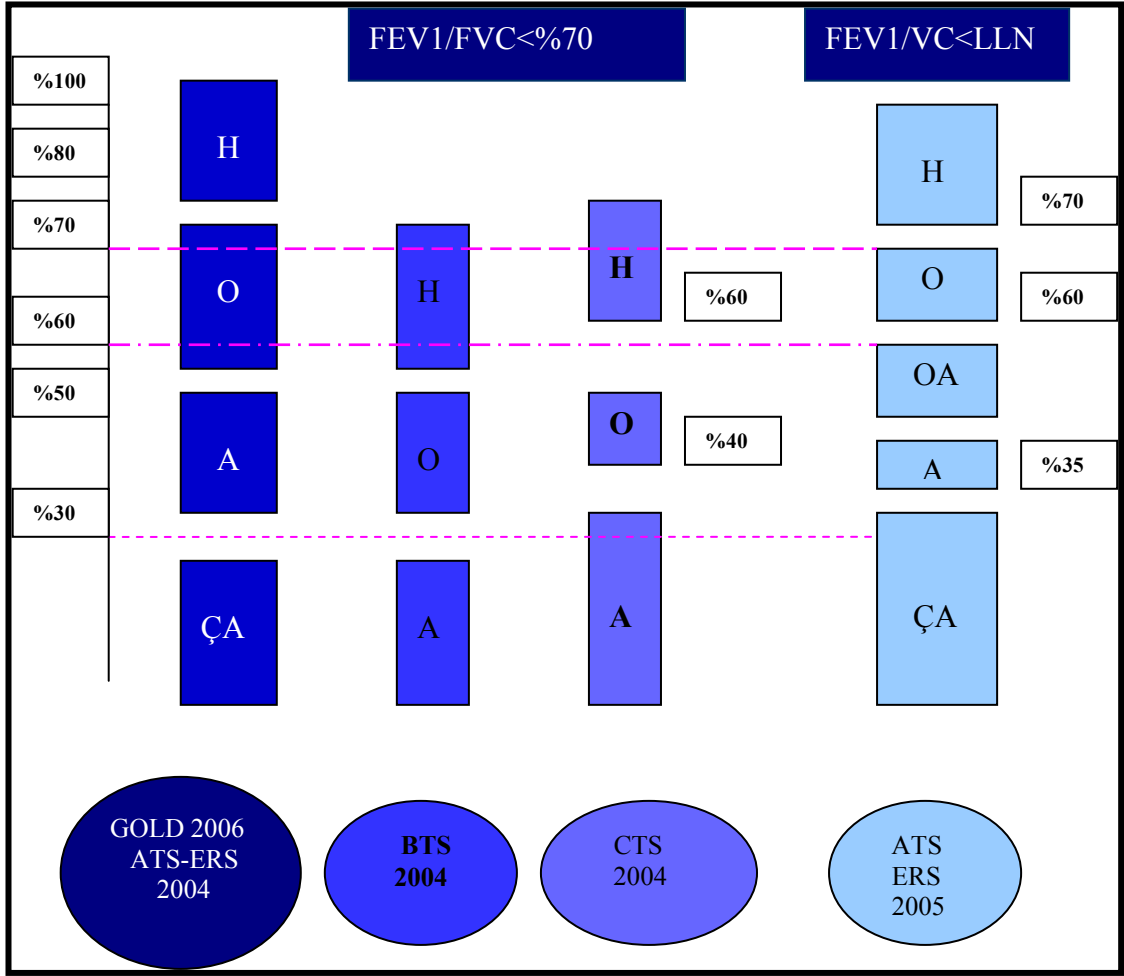 FEV1/FVC<%70
FEV1/VC<LLN
%100
%80
%70
%60
%50
%30
H
O
A
ÇA
H
O
A
H
O
A
%60
%40
H
O
OA
A
ÇA
%70
%60
%35
GOLD 2006
ATS-ERS
2004
BTS
2004
CTS
2004
ATS
ERS
2005